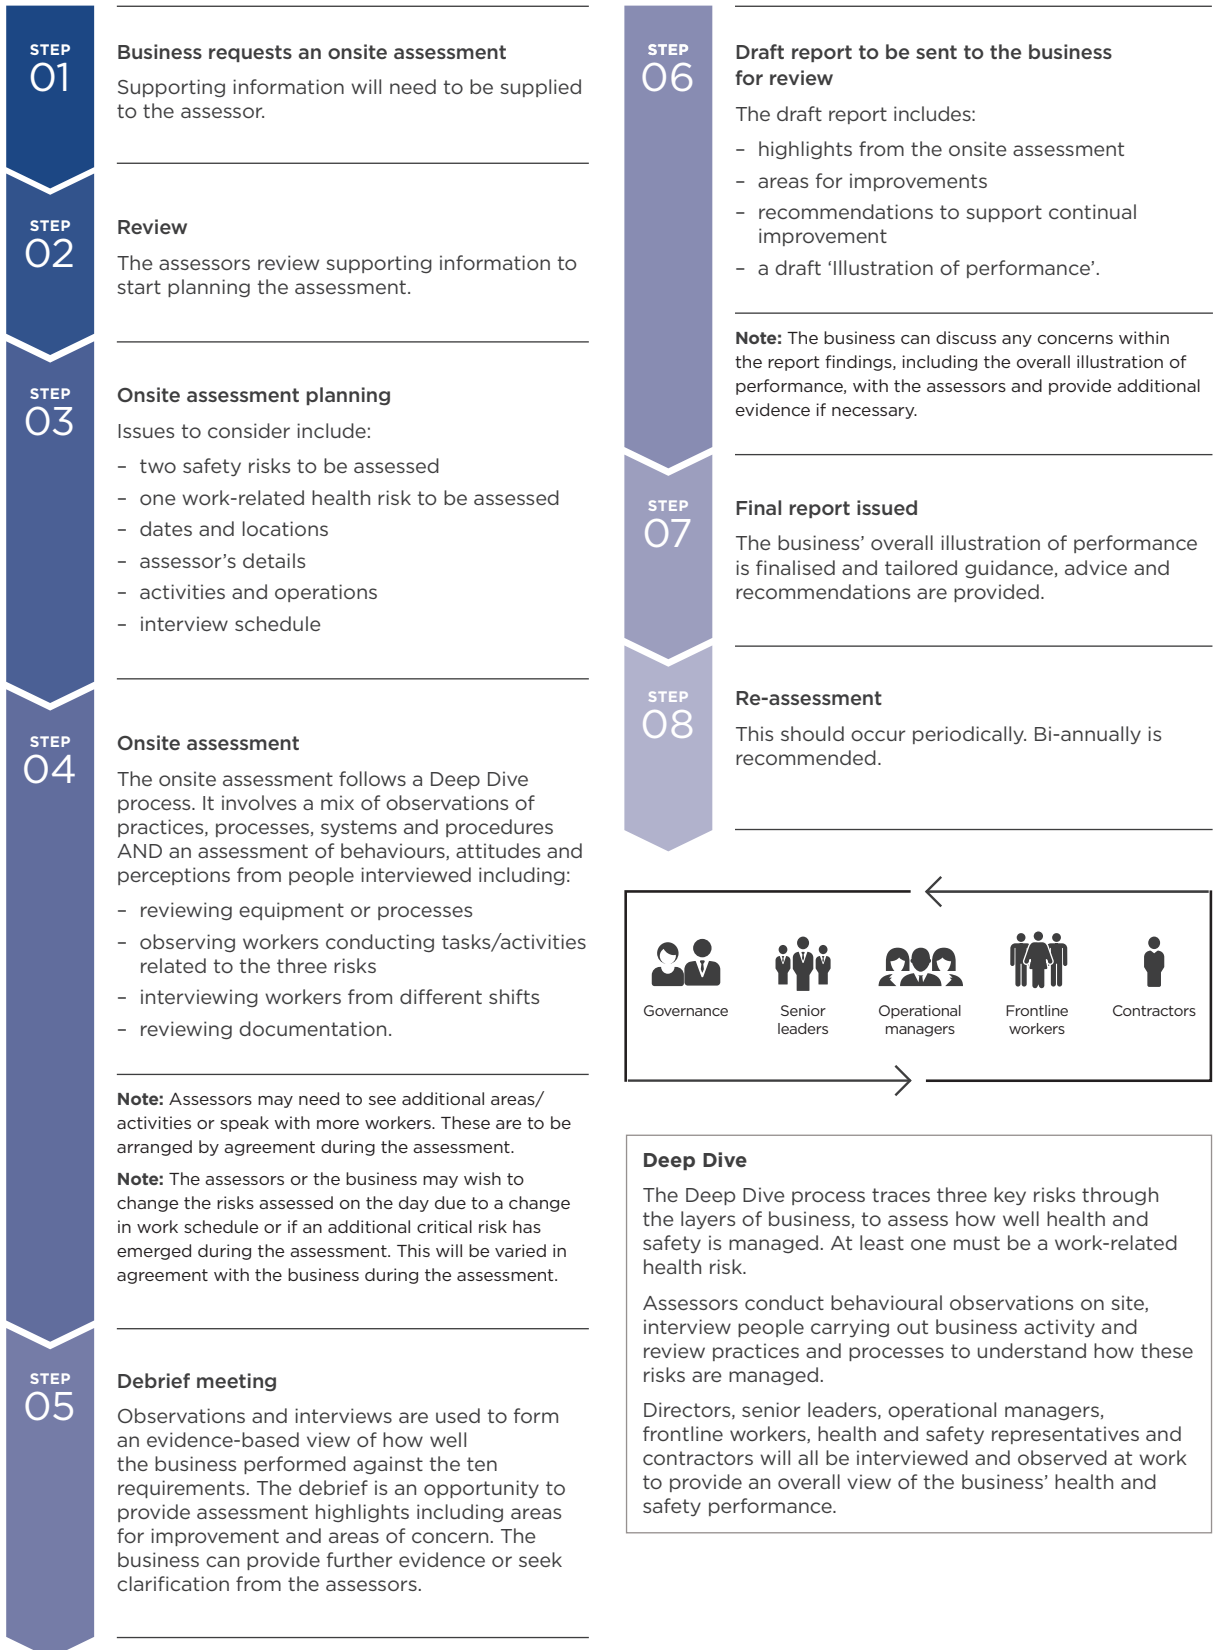 STEP
01
Business requests an onsite assessment
Supporting information will need to be supplied
to the assessor.
STEP
02
Review
The assessors review supporting information to
start planning the assessment.
STEP
03
Onsite assessment planning
Issues to consider include:
– two safety risks to be assessed
– one work-related health risk to be assessed
– dates and locations
– assessor’s details
– activities and operations
– interview schedule
STEP
04
Onsite assessment
The onsite assessment follows a Deep Dive
process. It involves a mix of observations of
practices, processes, systems and procedures
AND an assessment of behaviours, attitudes and
perceptions from people interviewed including:
– reviewing equipment or processes
– observing workers conducting tasks/activities
related to the three risks
– interviewing workers from different shifts
– reviewing documentation.
Note: Assessors may need to see additional areas/
activities or speak with more workers. These are to be
arranged by agreement during the assessment.
Note: The assessors or the business may wish to
change the risks assessed on the day due to a change
in work schedule or if an additional critical risk has
emerged during the assessment. This will be varied in
agreement with the business during the assessment.
STEP
05
Debrief meeting
Observations and interviews are used to form
an evidence-based view of how well
the business performed against the ten
requirements. The debrief is an opportunity to
provide assessment highlights including areas
for improvement and areas of concern. The
business can provide further evidence or seek
clarification from the assessors.
STEP
06
Draft report to be sent to the business
for review
The draft report includes:
– highlights from the onsite assessment
– areas for improvements
– recommendations to support continual
improvement
– a draft ‘Illustration of performance’.
Note: The business can discuss any concerns within
the report findings, including the overall illustration of
performance, with the assessors and provide additional
evidence if necessary.
STEP
07
Final report issued
The business’ overall illustration of performance
is finalised and tailored guidance, advice and
recommendations are provided.
STEP
08
Re-assessment
This should occur periodically. Bi-annually is
recommended.
Governance
Senior
leaders
Operational
managers
Frontline
workers
Contractors
Deep Dive
The Deep Dive process traces three key risks through
the layers of business, to assess how well health and
safety is managed. At least one must be a work-related
health risk.
Assessors conduct behavioural observations on site,
interview people carrying out business activity and
review practices and processes to understand how these
risks are managed.
Directors, senior leaders, operational managers,
frontline workers, health and safety representatives and
contractors will all be interviewed and observed at work
to provide an overall view of the business’ health and
safety performance.